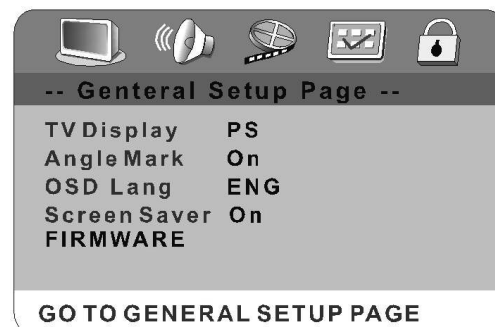 -- Genteral Setup Page --
TV Display PS
Angle Mark On
OSD Lang ENG
Screen Saver On
FIRMWARE
GO TO GENERAL SETUP PAGE